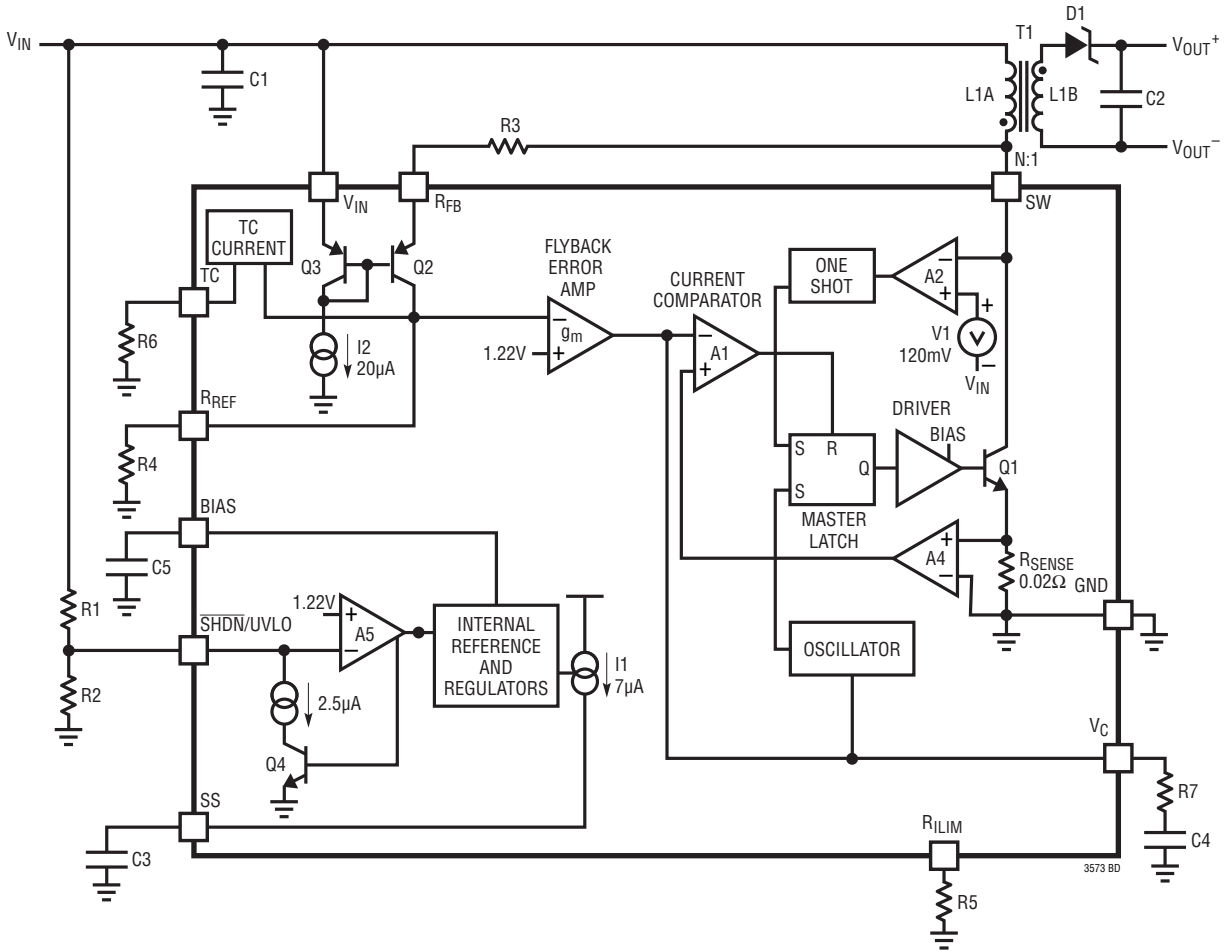 D1
T1
VIN
VOUT+
C1
L1A
L1B
C2
R3
VOUT–
N:1
VIN
RFB
SW
TC
CURRENT
Q3
Q2
FLYBACK
ERROR
AMP
ONE
SHOT
–
A2
+
TC
CURRENT
COMPARATOR
+
V1
120mV
V
–
VIN
–
gm
1.22V
+
–
A1
+
R6
I2
20µA
RREF
DRIVER
BIAS
R4
S
R
Q
S
Q1
BIAS
MASTER
LATCH
+
A4
–
RSENSE
0.02Ω
GND
C5
R1
1.22V
+
A5
–
SHDN/UVLO
INTERNAL
REFERENCE
AND
REGULATORS
OSCILLATOR
I1
7µA
R2
2.5µA
VC
Q4
SS
R7
RILIM
C3
C4
3573 BD
R5